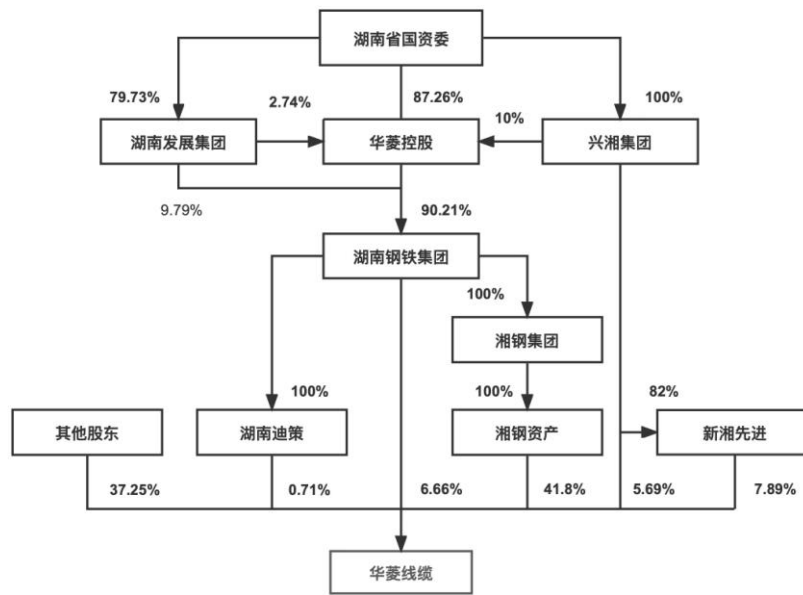 湖南省国资委
79.73%
2.74%
87.26%
10%
100%
湖南发展集团
华菱控股
兴湘集团
9.79%
90.21%
湖南钢铁集团
100%
湘钢集团
100%
100%
82%
其他股东
湖南迪策
湘钢资产
新湘先进
37.25%
0.71%
6.66%
41.8%
5.69%
7.89%
华菱线缆